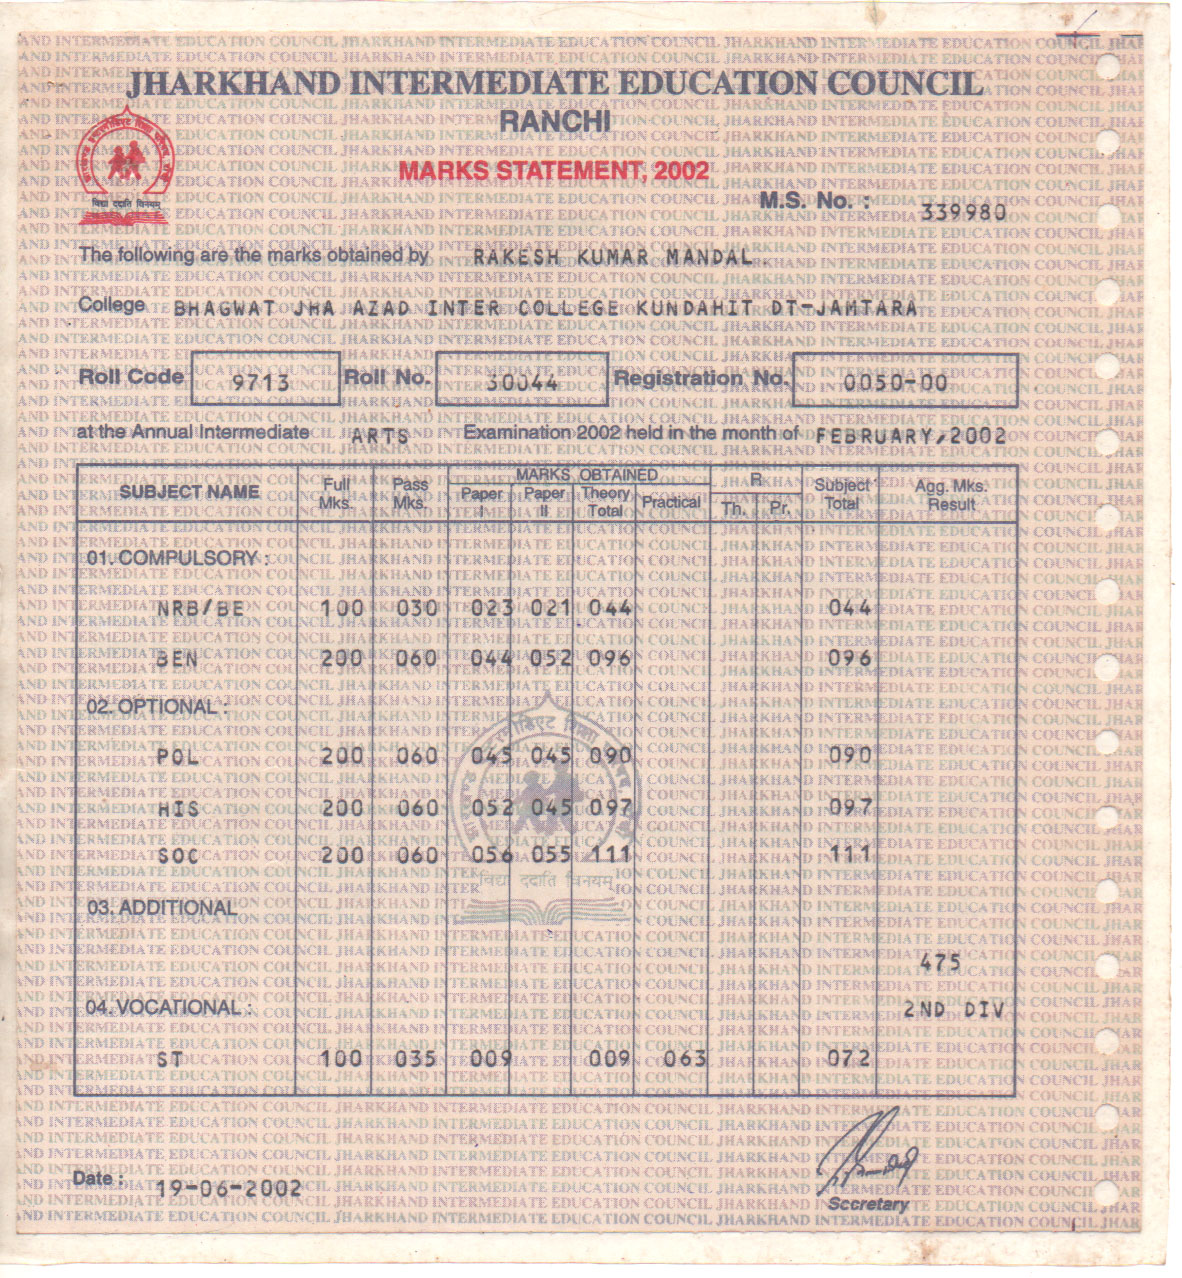 JHARKHAND INTERMEDIATE EDUCATION COUNCIL
RANCHI
MARKS STATEMENT, 2002
विद्या ददाति विनयम्
M.S. No. : 339980
The following are the marks obtained by RAKESH KUMAR MANDAL
College BHAGWAT JHA AZAD INTER COLLEGE KUNDAHIT DT-JAMTARA
Roll Code 9713 Roll No. 30044 Registration No. 0050-00
at the Annual Intermediate ARTS Examination 2002 held in the month of FEBRUARY,2002
SUBJECT NAME Full Mks. Pass Mks. MARKS OBTAINED Paper I Paper II Theory Total Practical R Th. Pr. Subject Total Agg. Mks. Result
01. COMPULSORY :
NRB/BE 100 030 023 021 044 044
BEN 200 060 044 052 096 096
02. OPTIONAL :
POL 200 060 045 045 090 090
HIS 200 060 052 045 097 097
SOC 200 060 056 055 111 111
विद्या ददाति विनयम्
03. ADDITIONAL
475
04. VOCATIONAL : 2ND DIV
ST 100 035 009 009 063 072
Date : 19-06-2002
Secretary